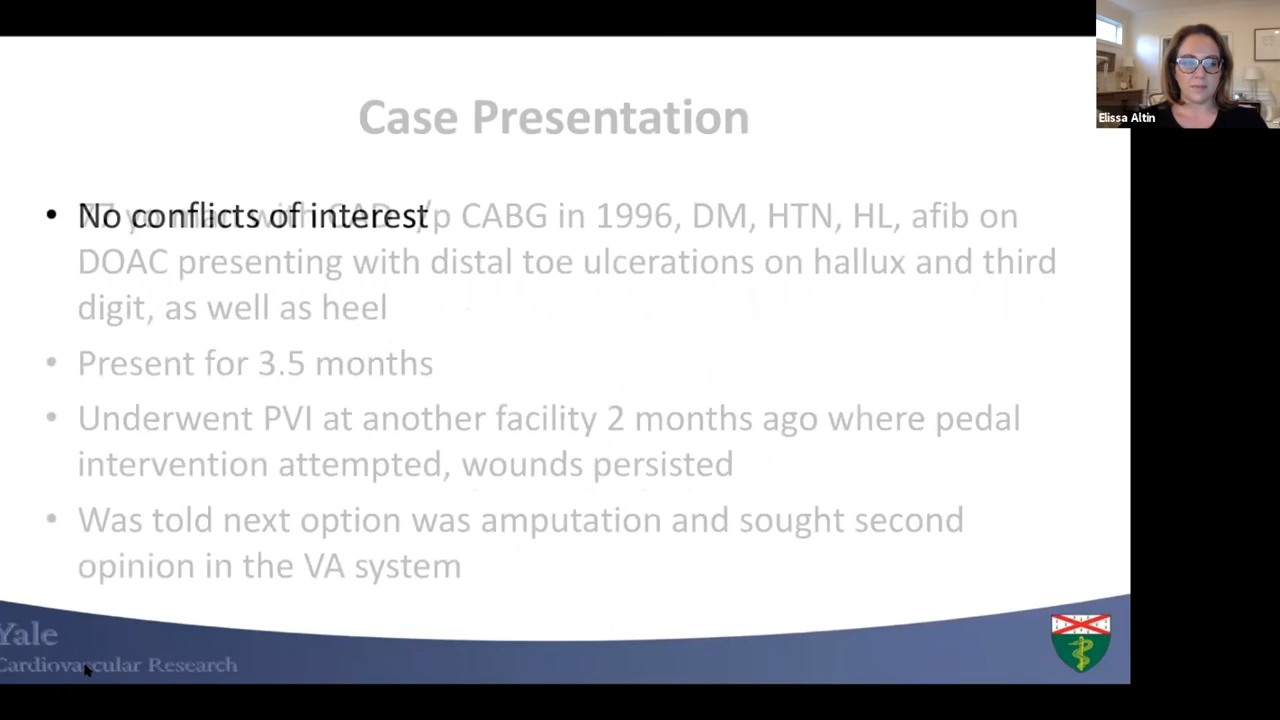 Elissa Altin
Case Presentation
• No conflicts of interest
/p CABG in 1996, DM, HTN, HL, afib on
DOAC presenting with distal toe ulcerations on hallux and third
digit, as well as heel
• Present for 3.5 months
• Underwent PVI at another facility 2 months ago where pedal
intervention attempted, wounds persisted
• Was told next option was amputation and sought second
opinion in the VA system
Yale
Cardiovascular Research